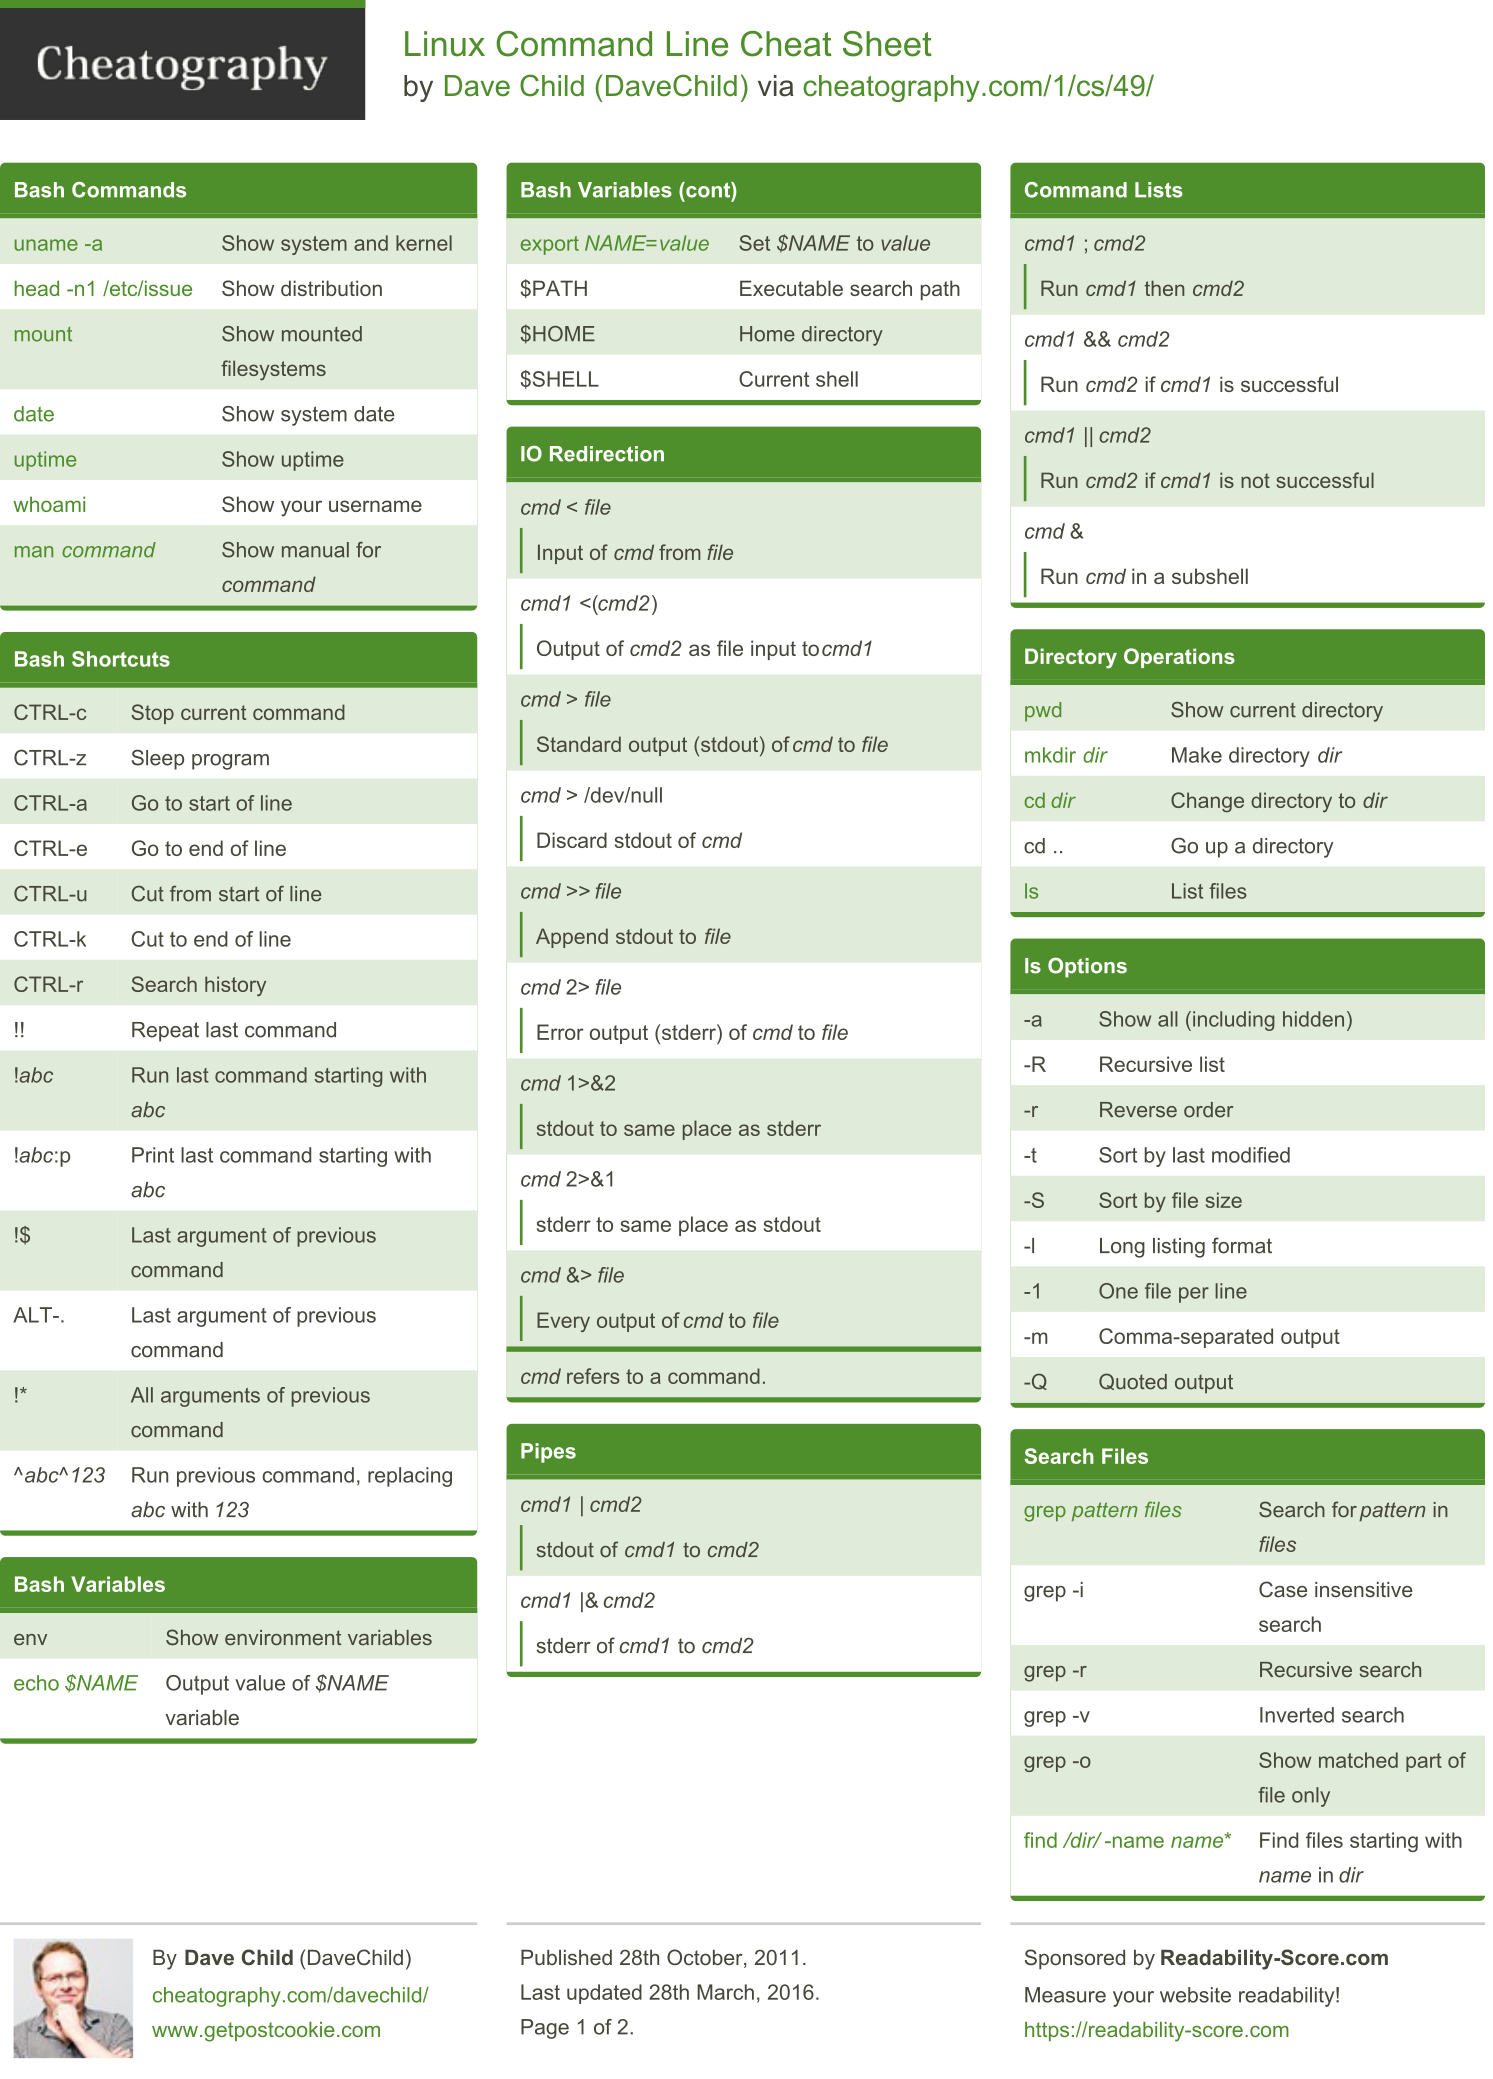 Cheatography
Linux Command Line Cheat Sheet
by Dave Child (DaveChild) via cheatography.com/1/cs/49/
Bash Commands
uname -a Show system and kernel
head -n1 /etc/issue Show distribution
mount Show mounted
filesystems
date Show system date
uptime Show uptime
whoami Show your username
man command Show manual for
command
Bash Shortcuts
CTRL-c Stop current command
CTRL-z Sleep program
CTRL-a Go to start of line
CTRL-e Go to end of line
CTRL-u Cut from start of line
CTRL-k Cut to end of line
CTRL-r Search history
!! Repeat last command
!abc Run last command starting with
abc
!abc:p Print last command starting with
abc
!$ Last argument of previous
command
ALT-. Last argument of previous
command
!* All arguments of previous
command
^abc^123 Run previous command, replacing
abc with 123
Bash Variables
env Show environment variables
echo $NAME Output value of $NAME
variable
Bash Variables (cont)
export NAME=value Set $NAME to value
$PATH Executable search path
$HOME Home directory
$SHELL Current shell
IO Redirection
cmd < file
Input of cmd from file
cmd1 <(cmd2)
Output of cmd2 as file input to cmd1
cmd > file
Standard output (stdout) of cmd to file
cmd > /dev/null
Discard stdout of cmd
cmd >> file
Append stdout to file
cmd 2> file
Error output (stderr) of cmd to file
cmd 1>&2
stdout to same place as stderr
cmd 2>&1
stderr to same place as stdout
cmd &> file
Every output of cmd to file
cmd refers to a command.
Pipes
cmd1 | cmd2
stdout of cmd1 to cmd2
cmd1 |& cmd2
stderr of cmd1 to cmd2
Command Lists
cmd1 ; cmd2
Run cmd1 then cmd2
cmd1 && cmd2
Run cmd2 if cmd1 is successful
cmd1 || cmd2
Run cmd2 if cmd1 is not successful
cmd &
Run cmd in a subshell
Directory Operations
pwd Show current directory
mkdir dir Make directory dir
cd dir Change directory to dir
cd .. Go up a directory
ls List files
ls Options
-a Show all (including hidden)
-R Recursive list
-r Reverse order
-t Sort by last modified
-S Sort by file size
-l Long listing format
-1 One file per line
-m Comma-separated output
-Q Quoted output
Search Files
grep pattern files Search for pattern in
files
grep -i Case insensitive
search
grep -r Recursive search
grep -v Inverted search
grep -o Show matched part of
file only
find /dir/ -name name* Find files starting with
name in dir
By Dave Child (DaveChild)
cheatography.com/davechild/
www.getpostcookie.com
Published 28th October, 2011.
Last updated 28th March, 2016.
Page 1 of 2.
Sponsored by Readability-Score.com
Measure your website readability!
https://readability-score.com